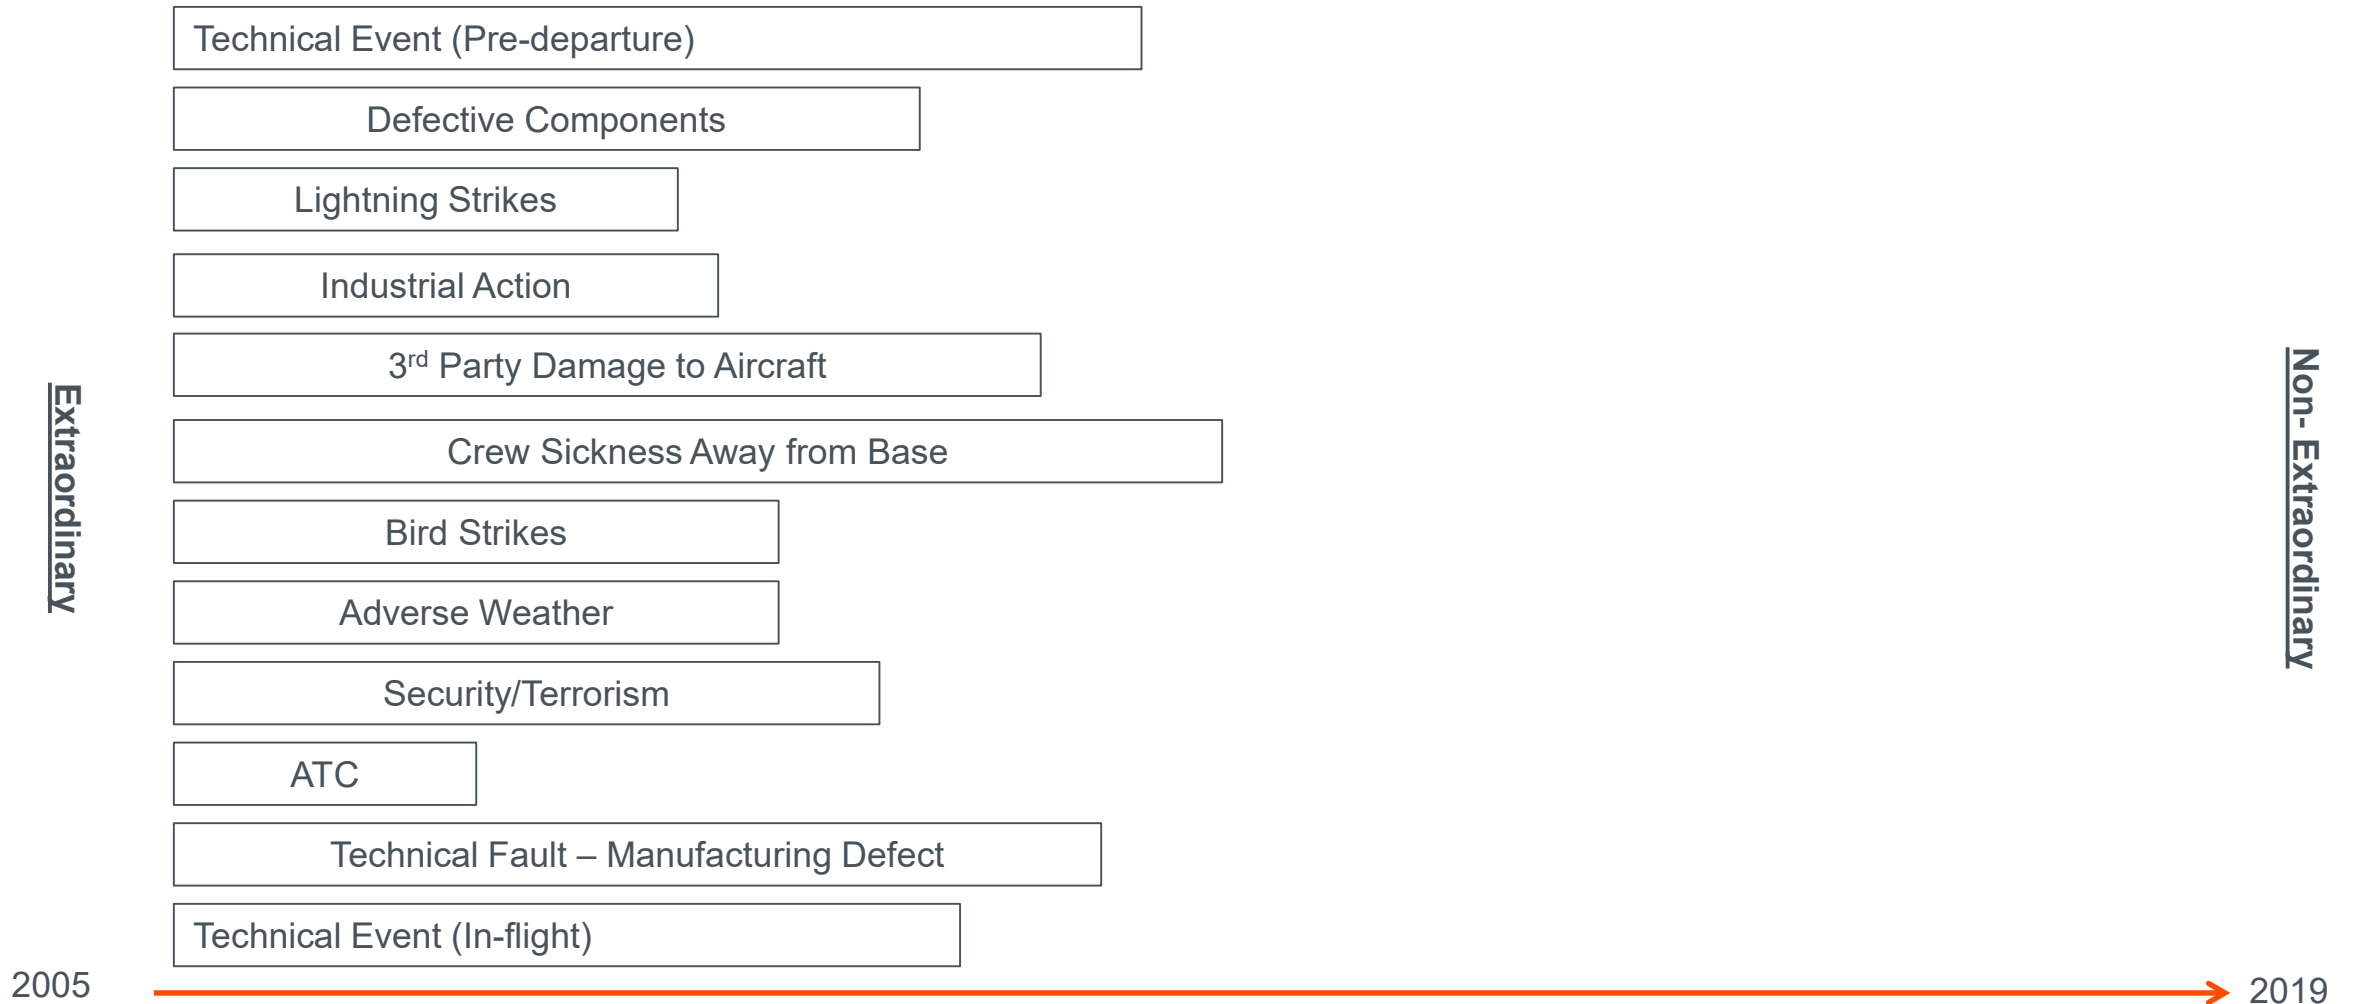 Technical Event (Pre-departure)
Defective Components
Lightning Strikes
Industrial Action
3rd Party Damage to Aircraft
Crew Sickness Away from Base
Bird Strikes
Adverse Weather
Security/Terrorism
ATC
Technical Fault – Manufacturing Defect
Technical Event (In-flight)
Extraordinary
Non- Extraordinary
2005
2019